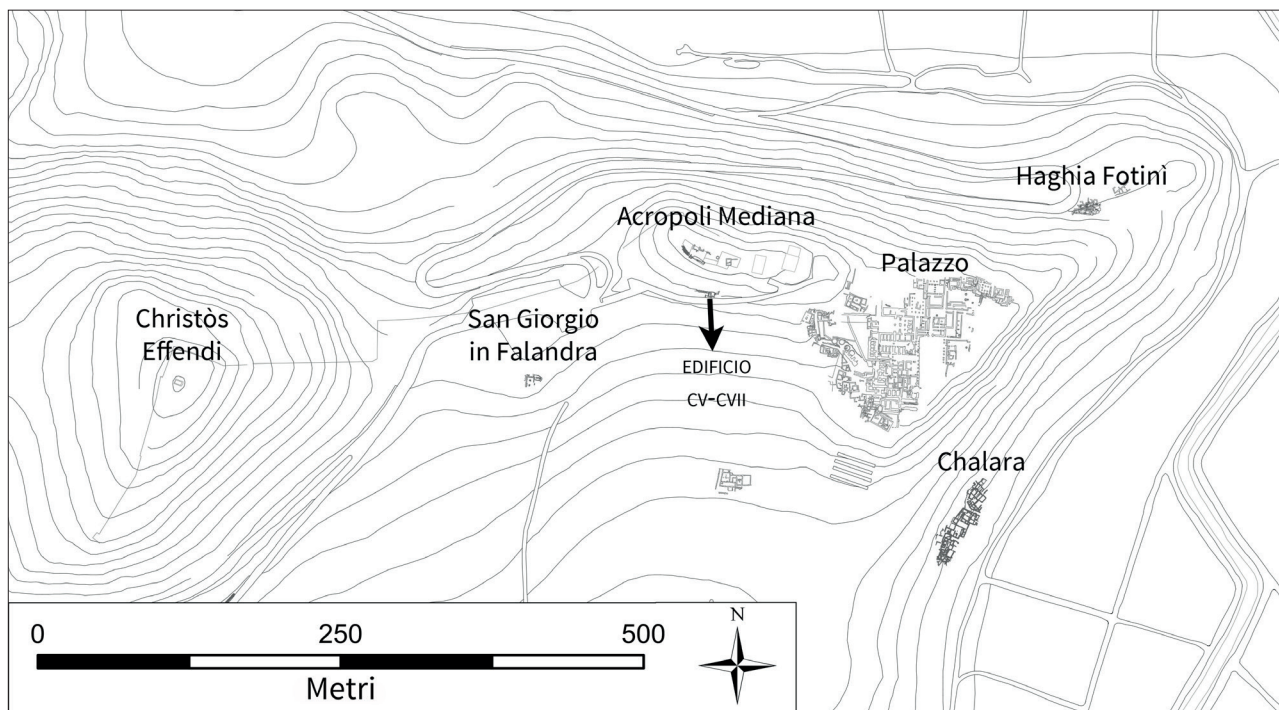 Haghia Fotinì
Acropoli Mediana
Palazzo
Christòs
Effendi
San Giorgio
in Falandra
EDIFICIO
CV-CVII
Chalara
0 250 500
Metri
N